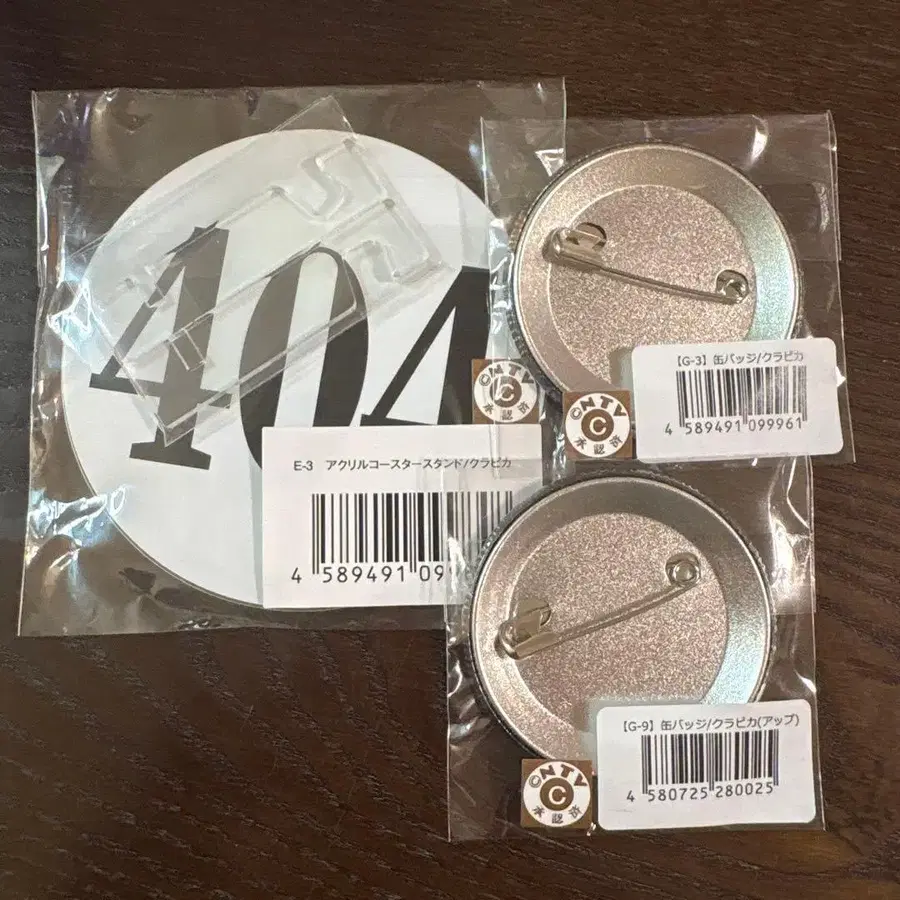 404
E-3 アクリルコースタースタンド/クラピカ
4 589491 09
©NTV
C
承認済
【G-3】缶バッジ/クラピカ
4 589491 099961
©NTV
C
承認済
【G-9】缶バッジ/クラピカ(アップ)
4 580725 280025
©NTV
C
承認済